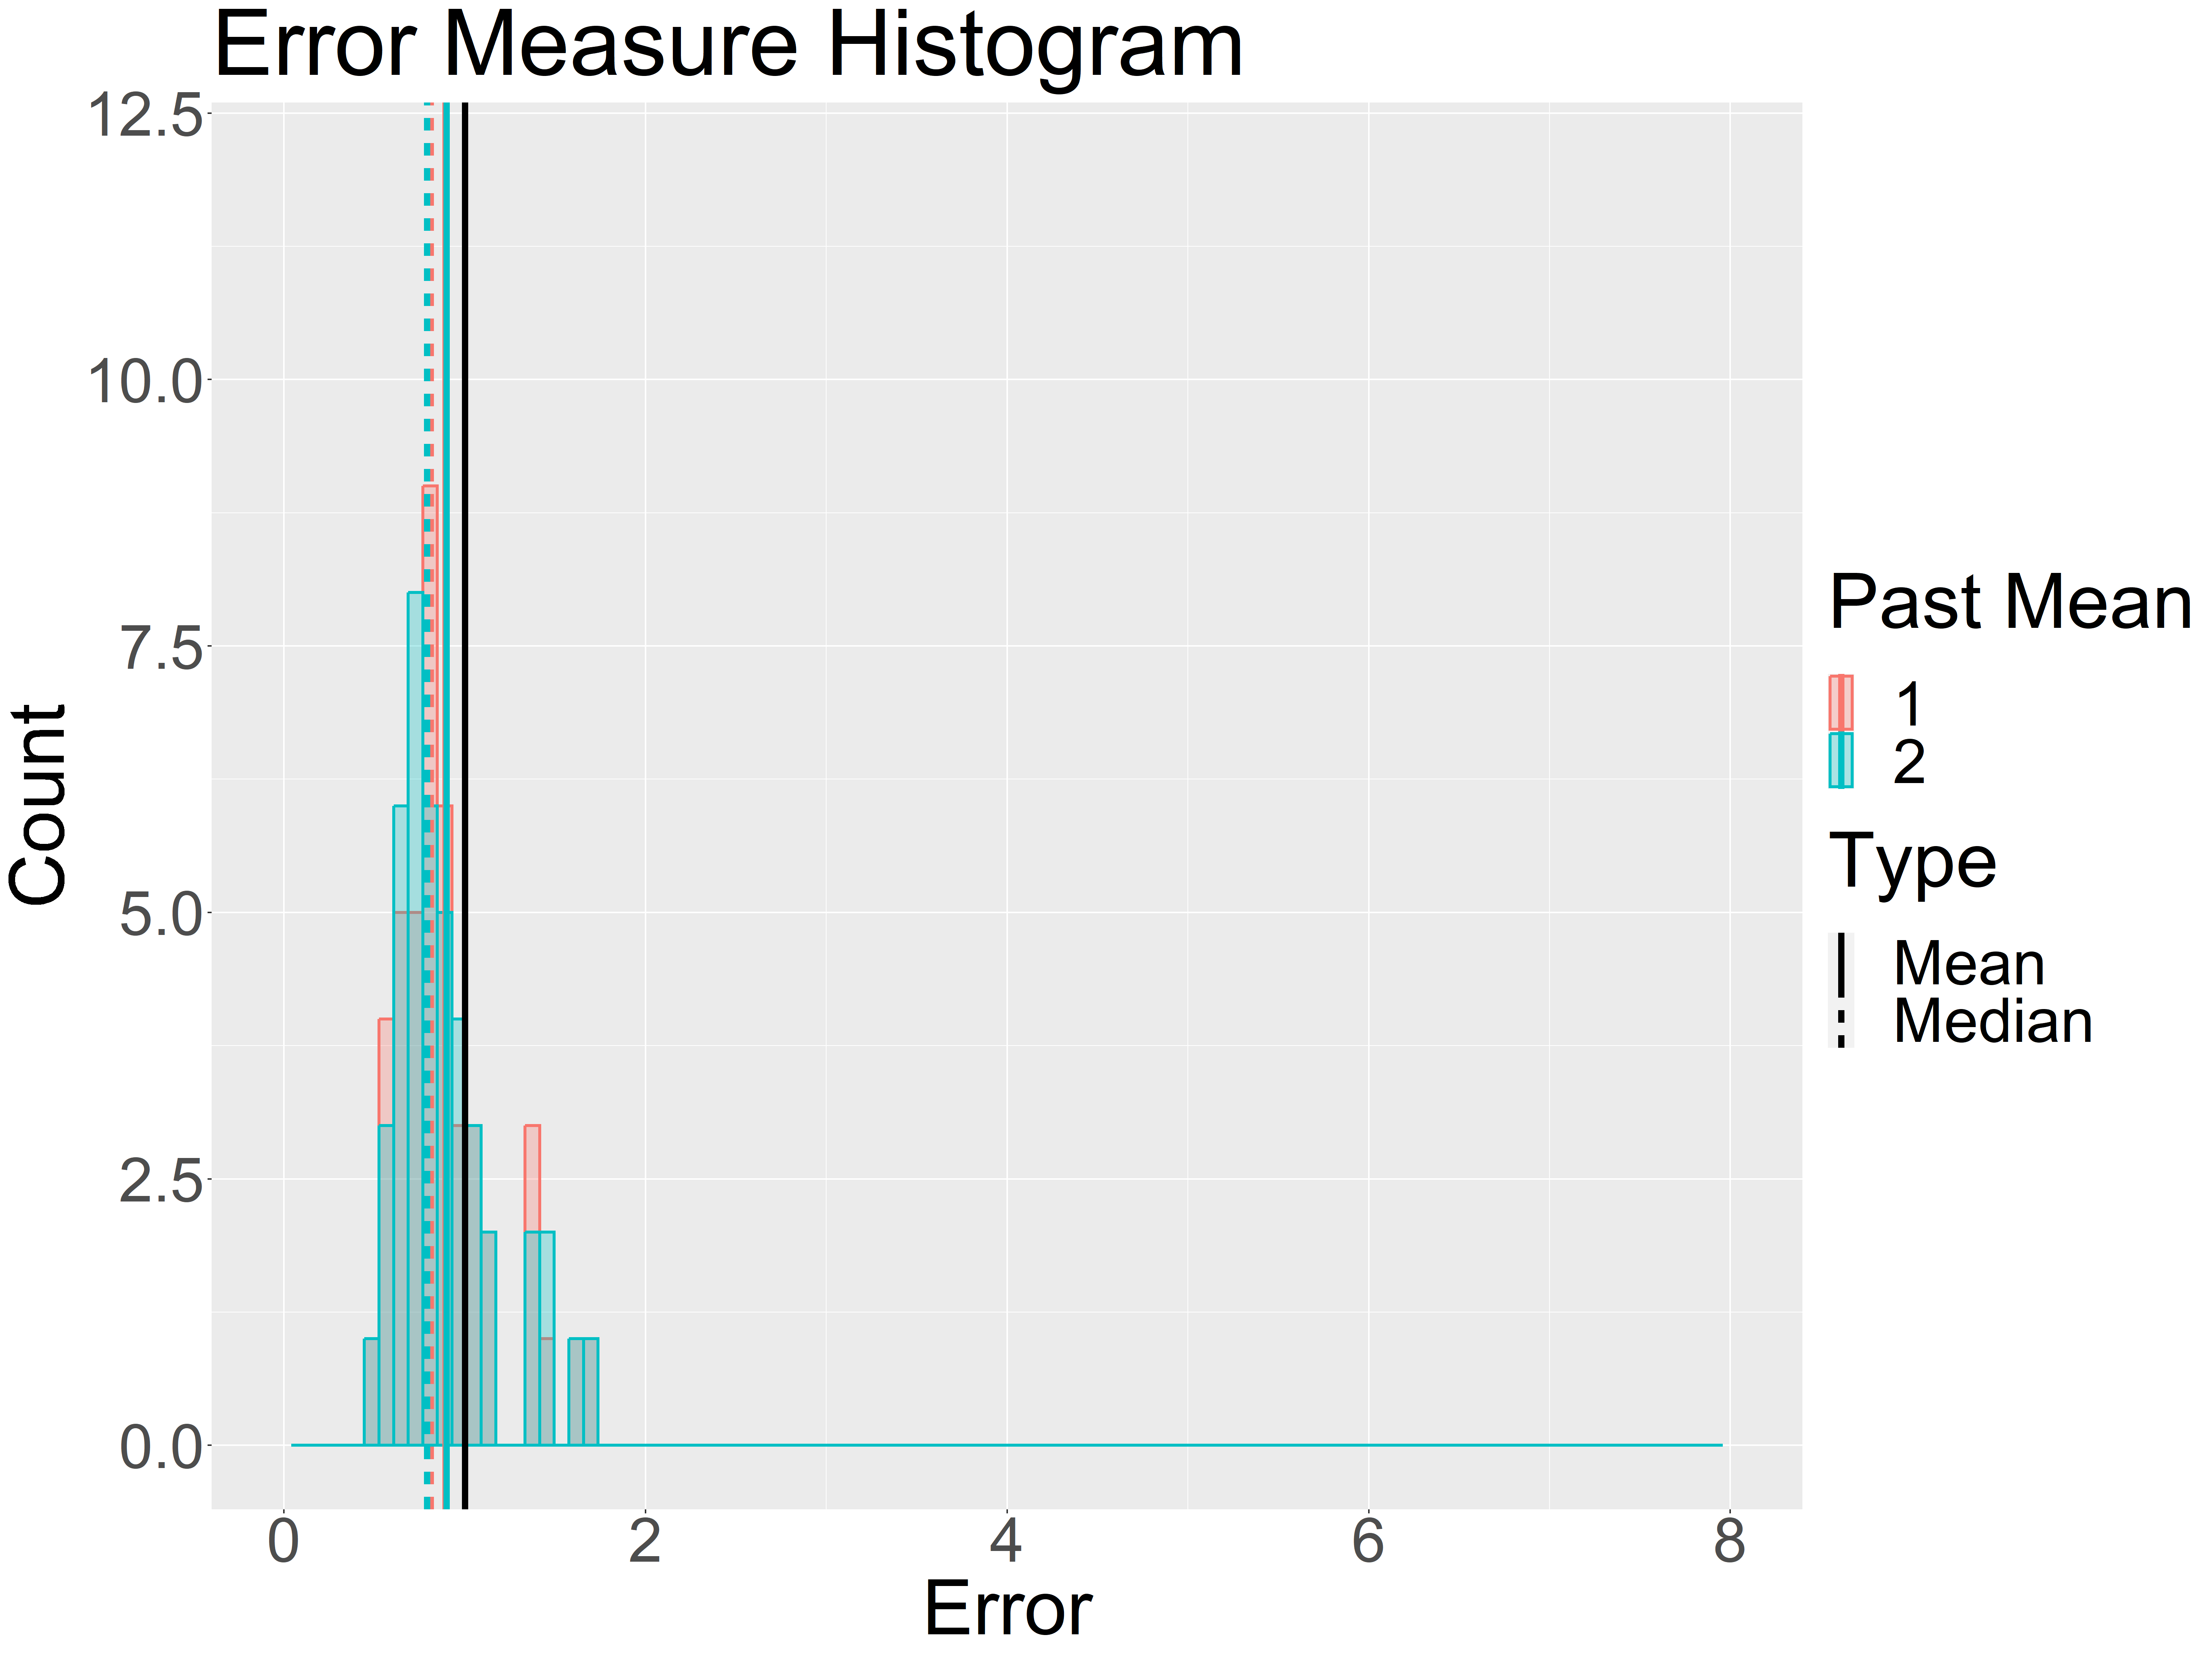 Error Measure Histogram
12.5
10.0
7.5
5.0
2.5
0.0
Count
0 2 4 6 8
Error
Past Mean
1
2
Type
Mean
Median